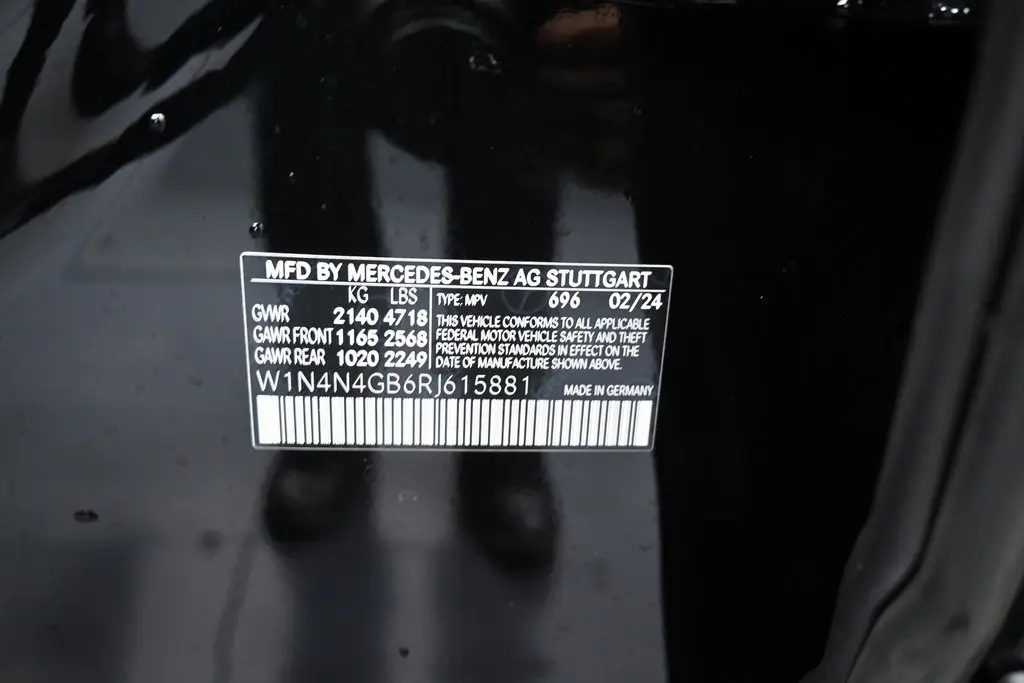 MFD BY MERCEDES-BENZ AG STUTTGART
KG LBS
GVWR 2140 4718
GAWR FRONT 1165 2568
GAWR REAR 1020 2249
TYPE: MPV 696 02/24
THIS VEHICLE CONFORMS TO ALL APPLICABLE
FEDERAL MOTOR VEHICLE SAFETY AND THEFT
PREVENTION STANDARDS IN EFFECT ON THE
DATE OF MANUFACTURE SHOWN ABOVE.
W1N4N4GB6RJ615881 MADE IN GERMANY